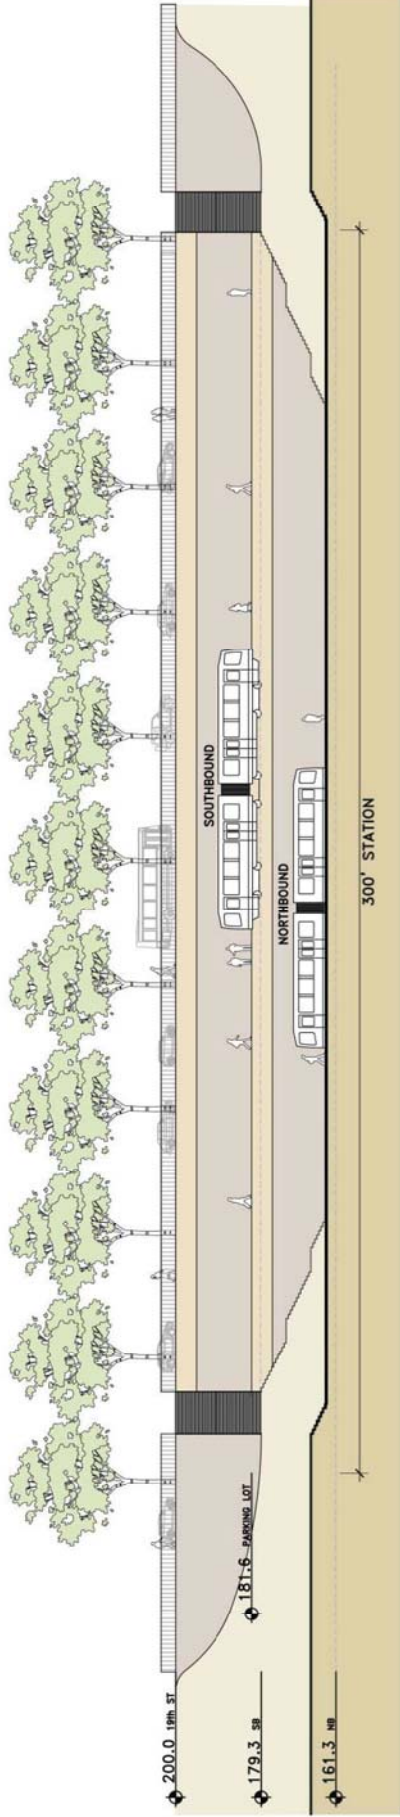 200.0 19th ST
181.6 PARKING LOT
179.3 SB
161.3 NB
SOUTHBOUND
NORTHBOUND
300' STATION